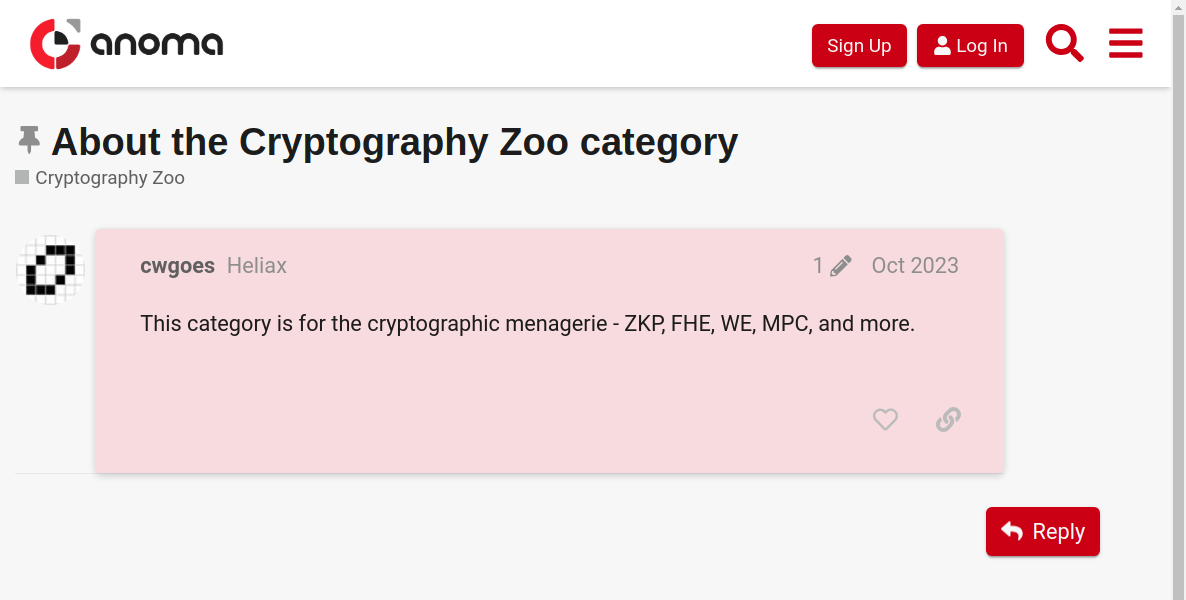 anoma
Sign Up
Log In
About the Cryptography Zoo category
Cryptography Zoo
cwgoes Heliax 1 Oct 2023
This category is for the cryptographic menagerie - ZKP, FHE, WE, MPC, and more.
Reply